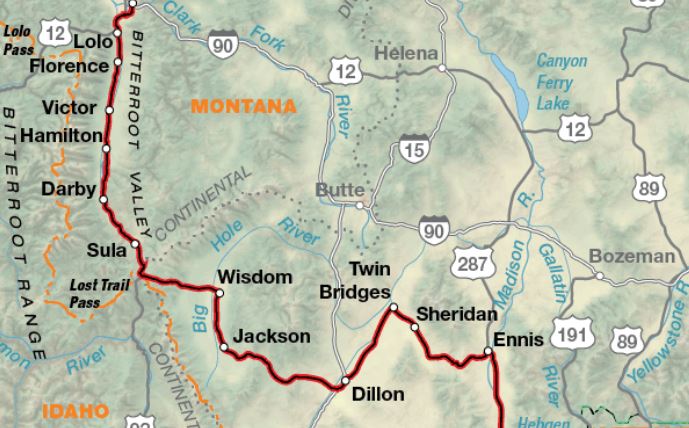 Lolo
Pass
12
Lolo
Florence
Clark
Fork
90
River
BITTERROOT VALLEY
MONTANA
12
Helena
Canyon
Ferry
Lake
12
15
89
Victor
Hamilton
Darby
BITTERROOT RANGE
CONTINENTAL
Butte
90
Sula
Hole
River
Big
Lost Trail
Pass
Wisdom
Twin
Bridges
287
Madison
R.
Gallatin
River
Bozeman
Sheridan
Jackson
Ennis
191
89
Yellowstone R
River
CONTINENT
Dillon
IDAHO
Hebgen